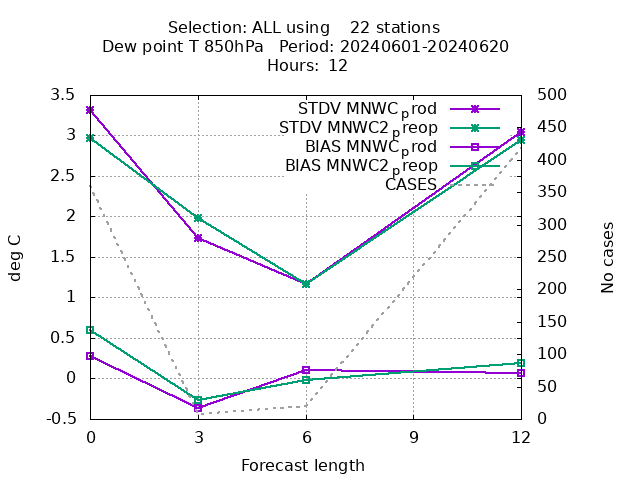 Selection: ALL using 22 stations
Dew point T 850hPa Period: 20240601-20240620
Hours: 12
STDV MNWC_prod
STDV MNWC2_preop
BIAS MNWC_prod
BIAS MNWC2_preop
CASES
3.5
3
2.5
2
1.5
1
0.5
0
-0.5
deg C
500
450
400
350
300
250
200
150
100
50
0
No cases
0 3 6 9 12
Forecast length